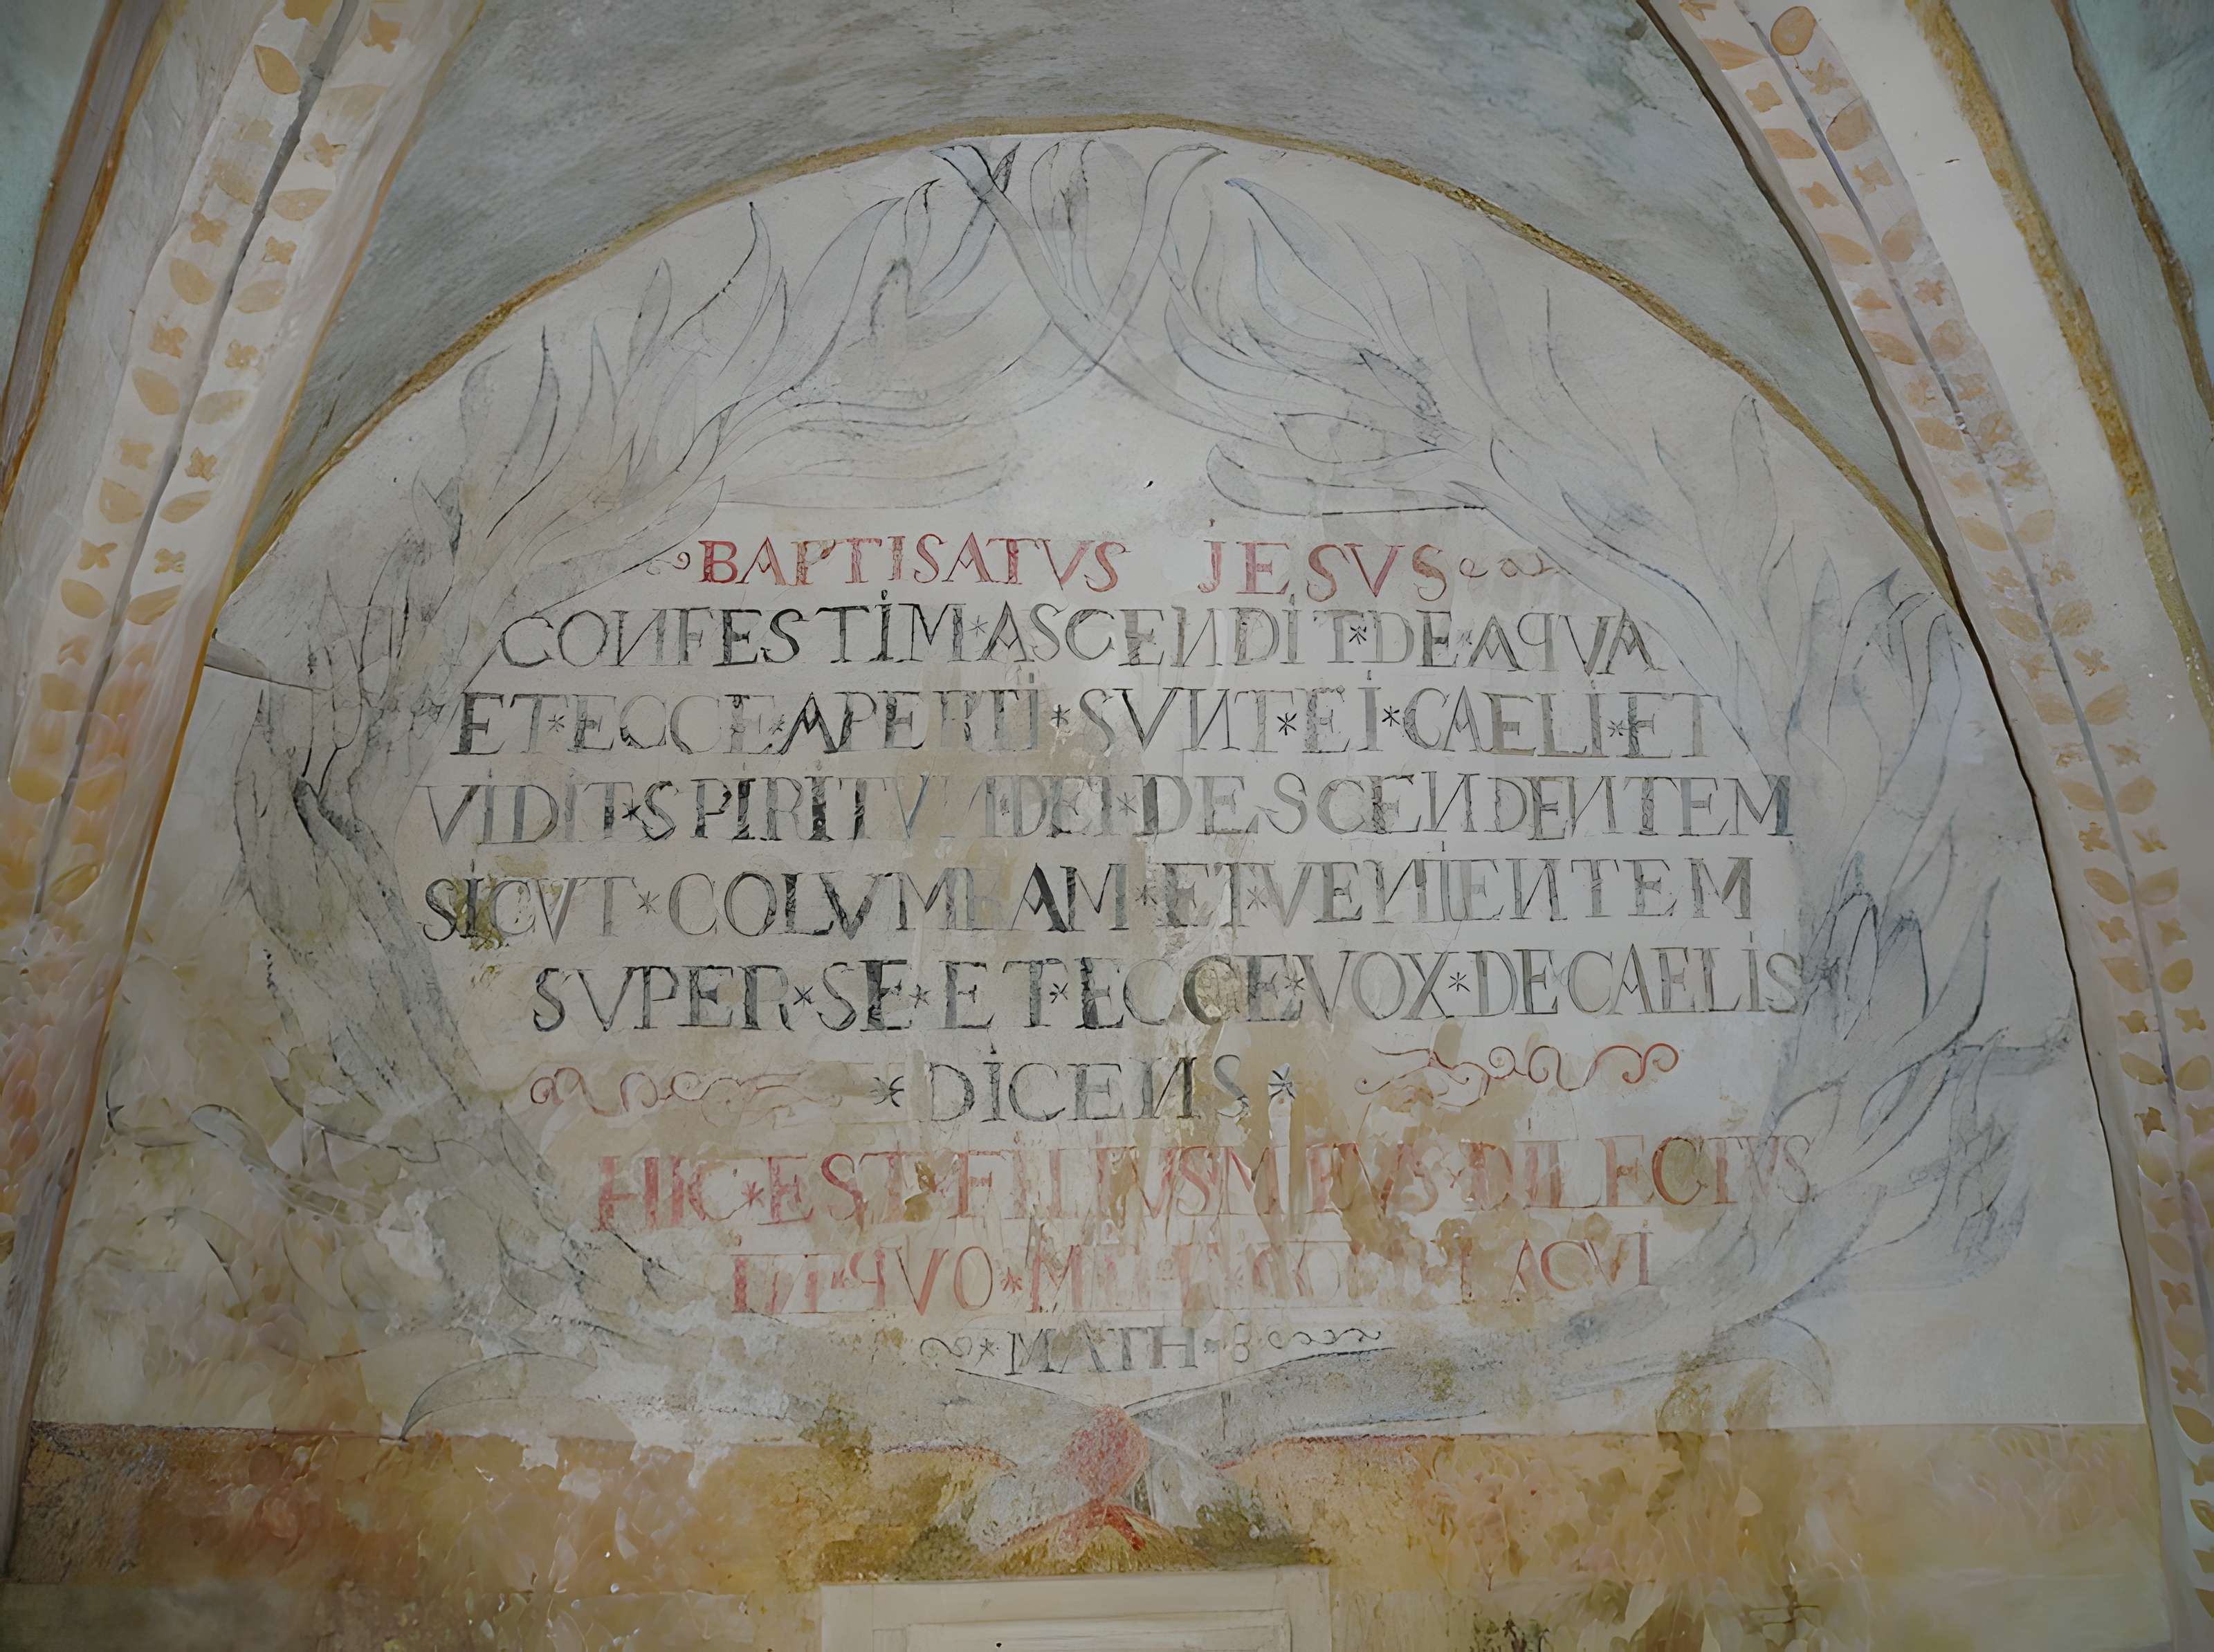 BAPTISATVS JESVS
CONFESTIM*ASCENDIT*DE*AQVA
ET*ECCE*APERTI*SVNT*EI*CAELI*ET
VIDIT*SPIRITVM DEI*DESCENDENTEM
SICVT*COLVMBAM*ET*VENIENTEM
SVPER*SE*ET*ECCE*VOX*DE CAELIS
*DICENS*
HIC*EST*FILIVS MEVS*DILECTVS
IN*QVO*MIHI*
*MATH*3